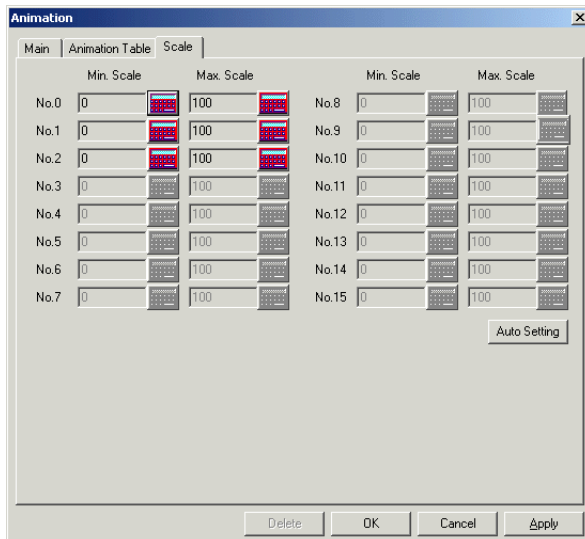 Animation
Main Animation Table Scale
Min. Scale Max. Scale Min. Scale Max. Scale
No.0 0 100 No.8 0 100
No.1 0 100 No.9 0 100
No.2 0 100 No.10 0 100
No.3 0 100 No.11 0 100
No.4 0 100 No.12 0 100
No.5 0 100 No.13 0 100
No.6 0 100 No.14 0 100
No.7 0 100 No.15 0 100
Auto Setting
Delete OK Cancel Apply